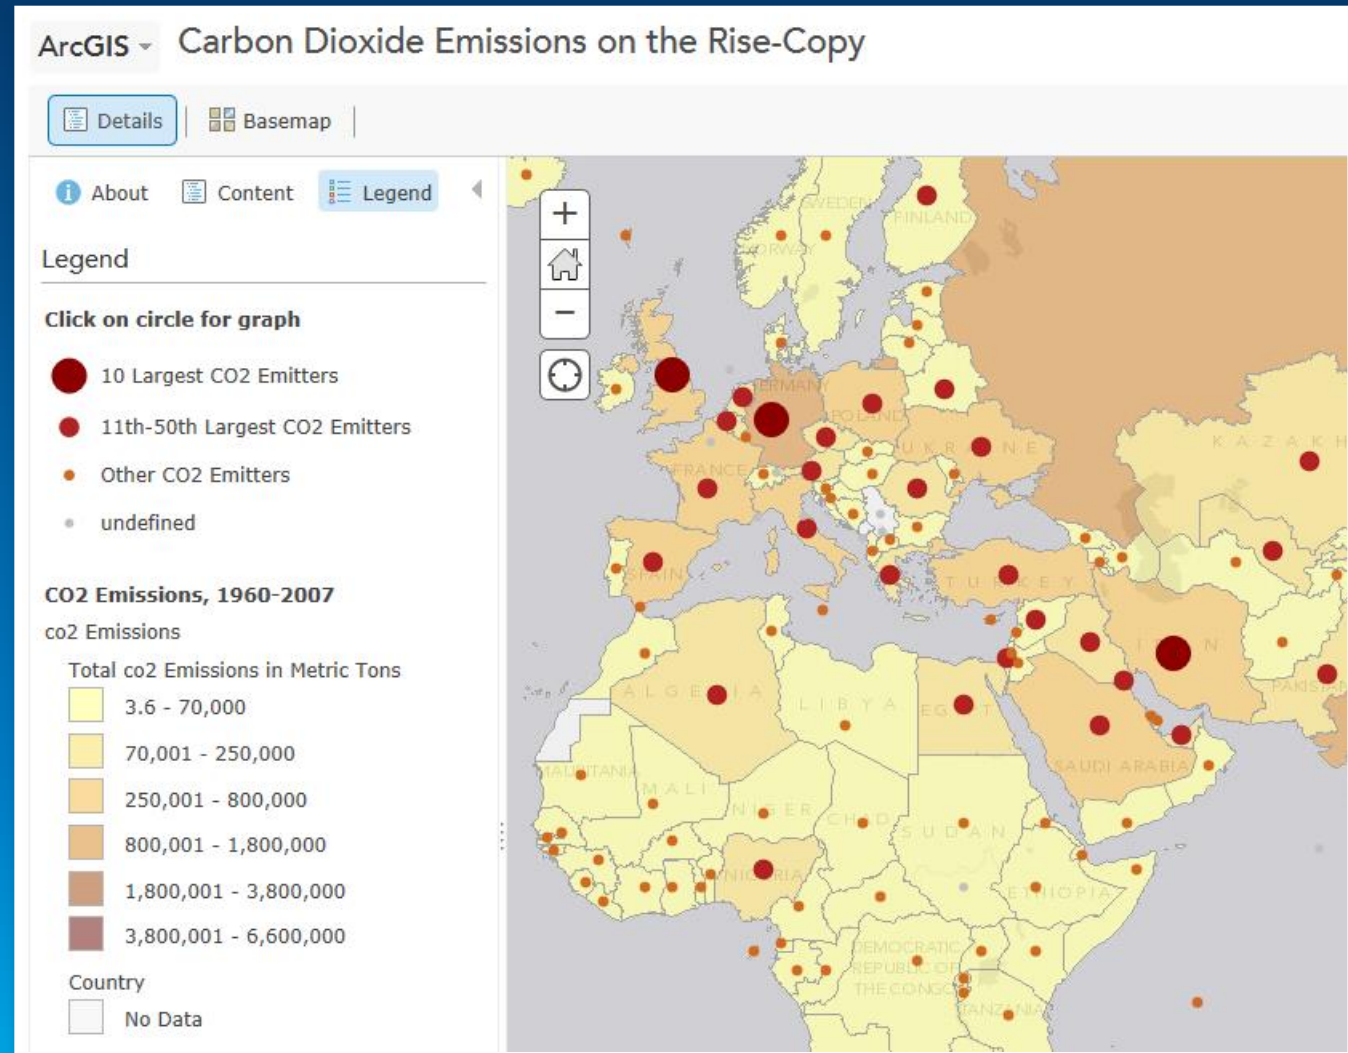 ArcGIS Carbon Dioxide Emissions on the Rise-Copy
Details Basemap
About Content Legend
Legend
Click on circle for graph
10 Largest CO2 Emitters
11th-50th Largest CO2 Emitters
Other CO2 Emitters
undefined
CO2 Emissions, 1960-2007
co2 Emissions
Total co2 Emissions in Metric Tons
3.6 - 70,000
70,001 - 250,000
250,001 - 800,000
800,001 - 1,800,000
1,800,001 - 3,800,000
3,800,001 - 6,600,000
Country
No Data
SWEDEN
FINLAND
NORWAY
GERMANY
POLAND
UKRAINE
KAZAKH
FRANCE
SPAIN
TURKEY
IRAN
ALGERIA
LIBYA
EGYPT
PAKISTAN
SAUDI ARABIA
MAURITANIA
MALI
NIGER
CHAD
SUDAN
NIGERIA
ETHIOPIA
DEMOCRATIC
REPUBLIC OF
THE CONGO
TANZANIA